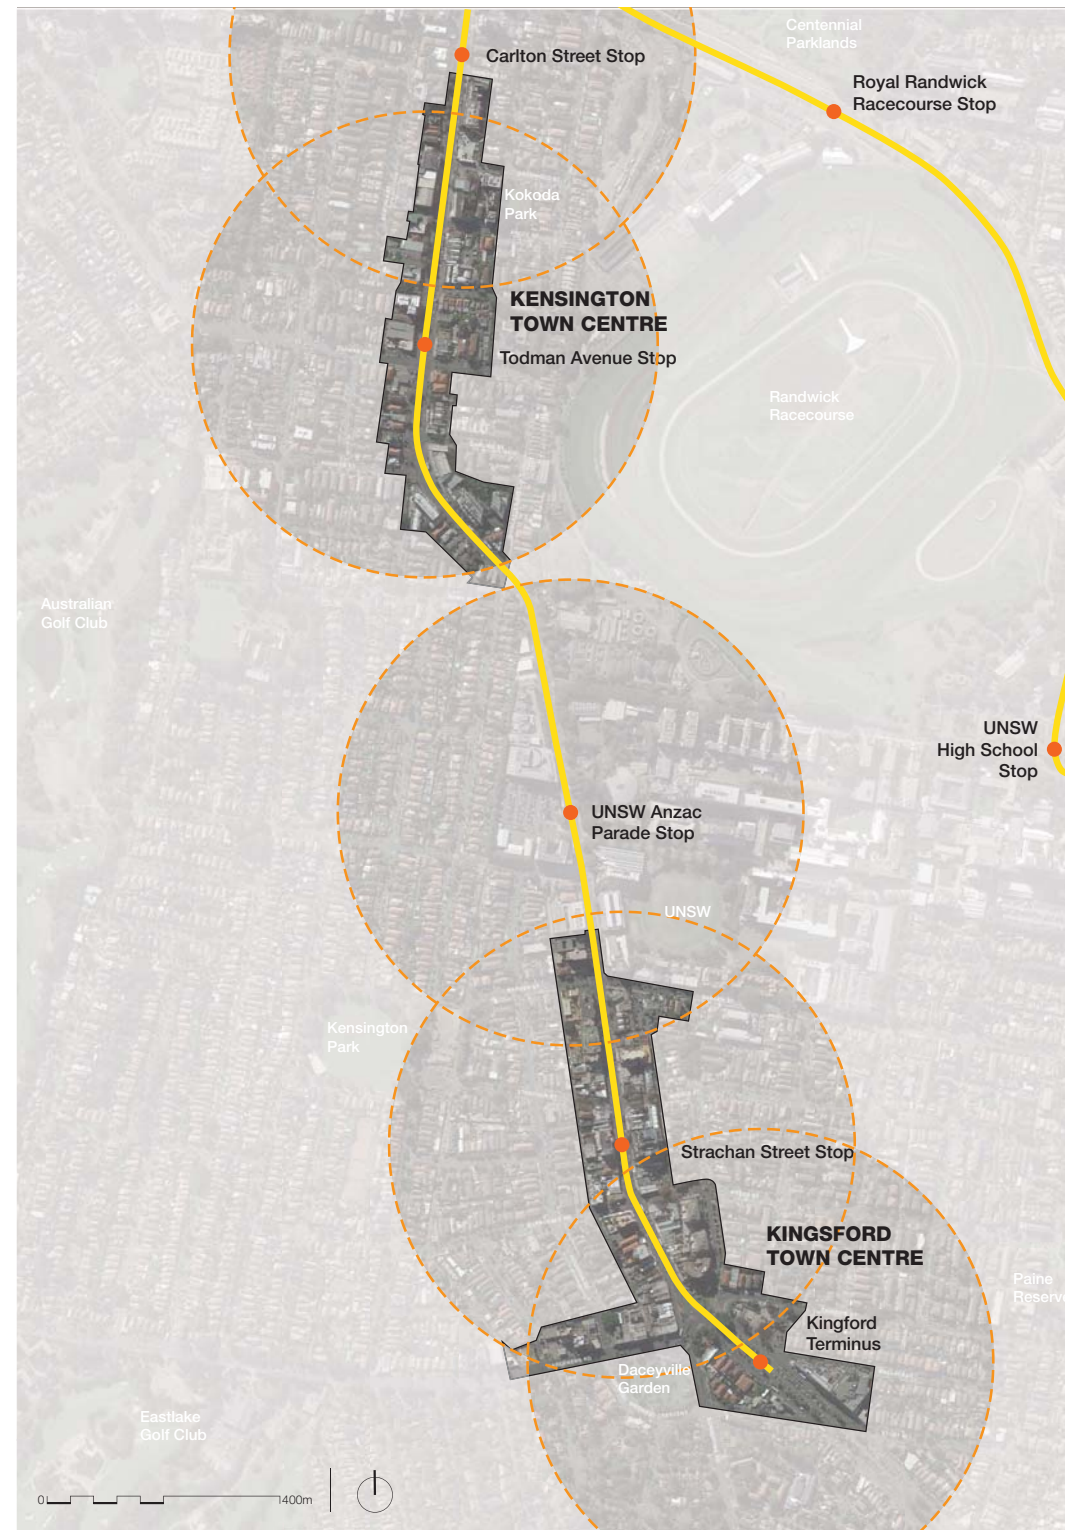 Centennial
Parklands
Carlton Street Stop
Royal Randwick
Racecourse Stop
Kokoda
Park
KENSINGTON
TOWN CENTRE
Todman Avenue Stop
Randwick
Racecourse
Australian
Golf Club
UNSW
High School
Stop
UNSW Anzac
Parade Stop
UNSW
Kensington
Park
Strachan Street Stop
KINGSFORD
TOWN CENTRE
Paine
Reserve
Kingford
Terminus
Daceyville
Garden
Eastlake
Golf Club
0
400m